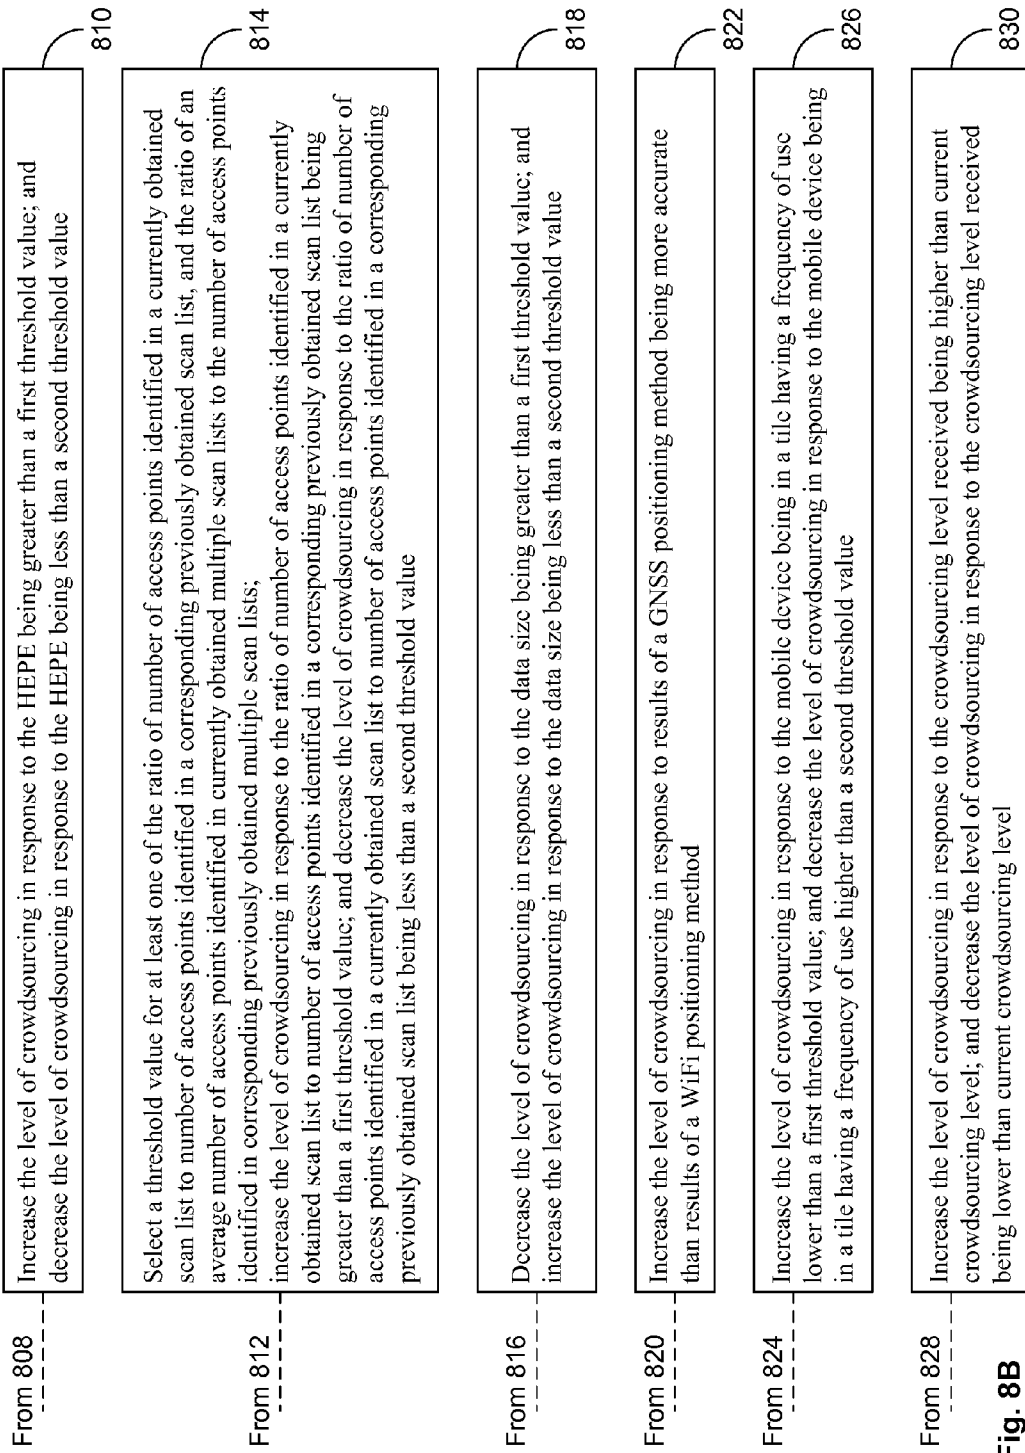 From 808
Increase the level of crowdsourcing in response to the HEPE being greater than a first threshold value; and
decrease the level of crowdsourcing in response to the HEPE being less than a second threshold value
810
From 812
Select a threshold value for at least one of the ratio of number of access points identified in a currently obtained
scan list to number of access points identified in a corresponding previously obtained scan list, and the ratio of an
average number of access points identified in currently obtained multiple scan lists to the number of access points
identified in corresponding previously obtained multiple scan lists;
increase the level of crowdsourcing in response to the ratio of number of access points identified in a currently
obtained scan list to number of access points identified in a corresponding previously obtained scan list being
greater than a first threshold value; and decrease the level of crowdsourcing in response to the ratio of number of
access points identified in a currently obtained scan list to number of access points identified in a corresponding
previously obtained scan list being less than a second threshold value
814
From 816
Decrease the level of crowdsourcing in response to the data size being greater than a first threshold value; and
increase the level of crowdsourcing in response to the data size being less than a second threshold value
818
From 820
Increase the level of crowdsourcing in response to results of a GNSS positioning method being more accurate
than results of a WiFi positioning method
822
From 824
Increase the level of crowdsourcing in response to the mobile device being in a tile having a frequency of use
lower than a first threshold value; and decrease the level of crowdsourcing in response to the mobile device being
in a tile having a frequency of use higher than a second threshold value
826
From 828
Increase the level of crowdsourcing in response to the crowdsourcing level received being higher than current
crowdsourcing level; and decrease the level of crowdsourcing in response to the crowdsourcing level received
being lower than current crowdsourcing level
830
Fig. 8B